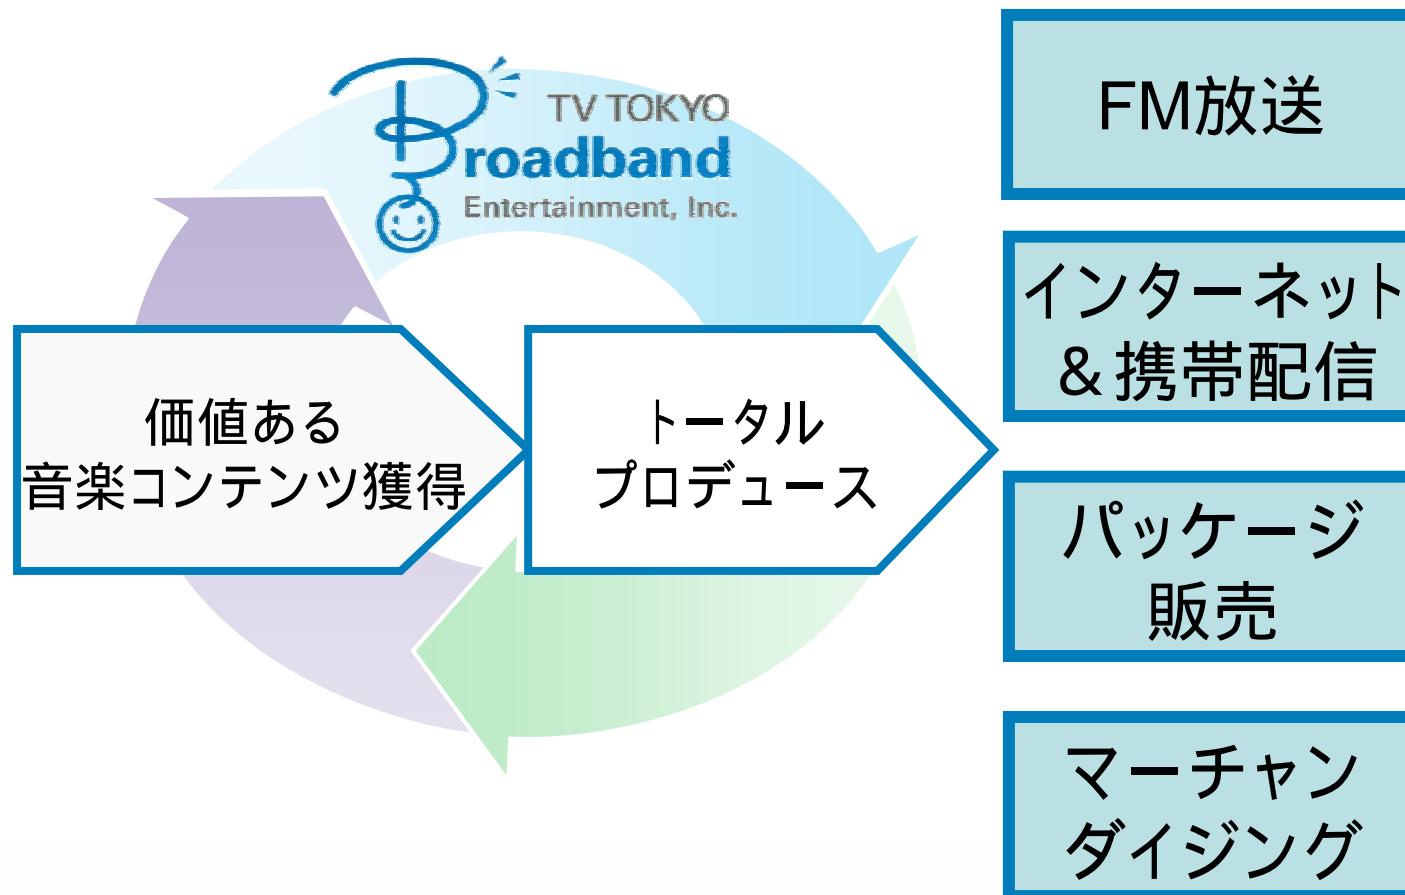 TV TOKYO
Broadband
Entertainment, Inc.
価値ある
音楽コンテンツ獲得
トータル
プロデュース
FM放送
インターネット
&携帯配信
パッケージ
販売
マーチャン
ダイジング